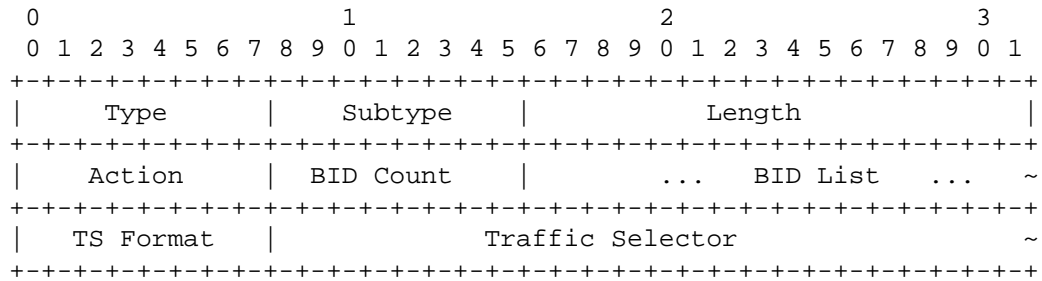 0                   1                   2                   3
 0 1 2 3 4 5 6 7 8 9 0 1 2 3 4 5 6 7 8 9 0 1 2 3 4 5 6 7 8 9 0 1
+-+-+-+-+-+-+-+-+-+-+-+-+-+-+-+-+-+-+-+-+-+-+-+-+-+-+-+-+-+-+-+-+
|     Type      |    Subtype    |           Length              |
+-+-+-+-+-+-+-+-+-+-+-+-+-+-+-+-+-+-+-+-+-+-+-+-+-+-+-+-+-+-+-+-+
|    Action     |  BID Count    |        ...   BID List   ...   ~
+-+-+-+-+-+-+-+-+-+-+-+-+-+-+-+-+-+-+-+-+-+-+-+-+-+-+-+-+-+-+-+-+
|   TS Format   |             Traffic Selector                  ~
+-+-+-+-+-+-+-+-+-+-+-+-+-+-+-+-+-+-+-+-+-+-+-+-+-+-+-+-+-+-+-+-+